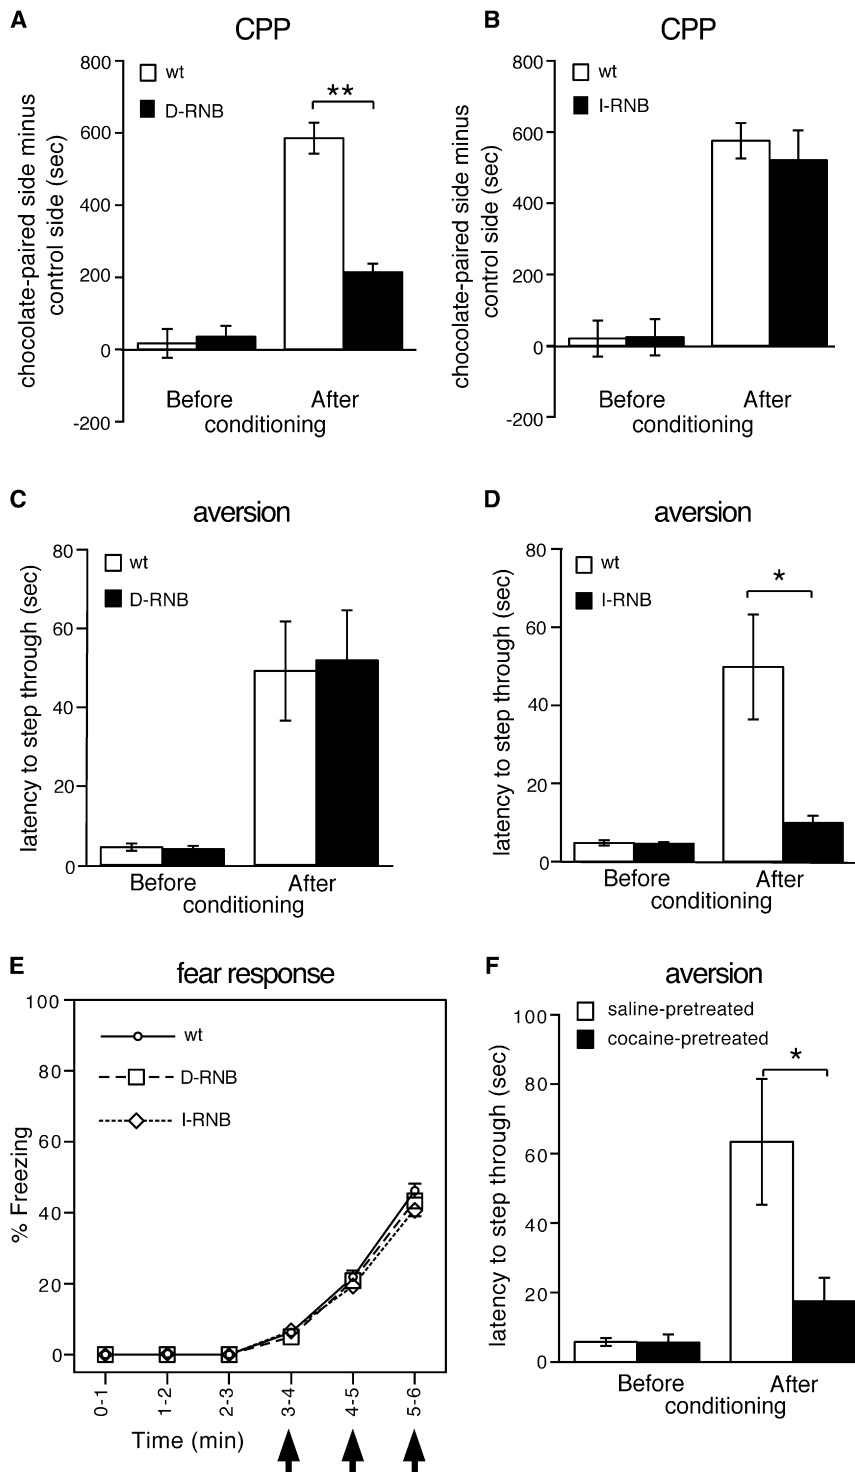 A
CPP
chocolate-paired side minus
control side (sec)
800
600
400
200
0
-200
wt
D-RNB
**
Before
After
conditioning
B
CPP
chocolate-paired side minus
control side (sec)
800
600
400
200
0
-200
wt
I-RNB
Before
After
conditioning
C
aversion
latency to step through (sec)
80
60
40
20
0
wt
D-RNB
Before
After
conditioning
D
aversion
latency to step through (sec)
80
60
40
20
0
wt
I-RNB
*
Before
After
conditioning
E
fear response
% Freezing
100
80
60
40
20
0
wt
D-RNB
I-RNB
0-1
1-2
2-3
3-4
4-5
5-6
Time (min)
F
aversion
latency to step through (sec)
100
80
60
40
20
0
saline-pretreated
cocaine-pretreated
*
Before
After
conditioning